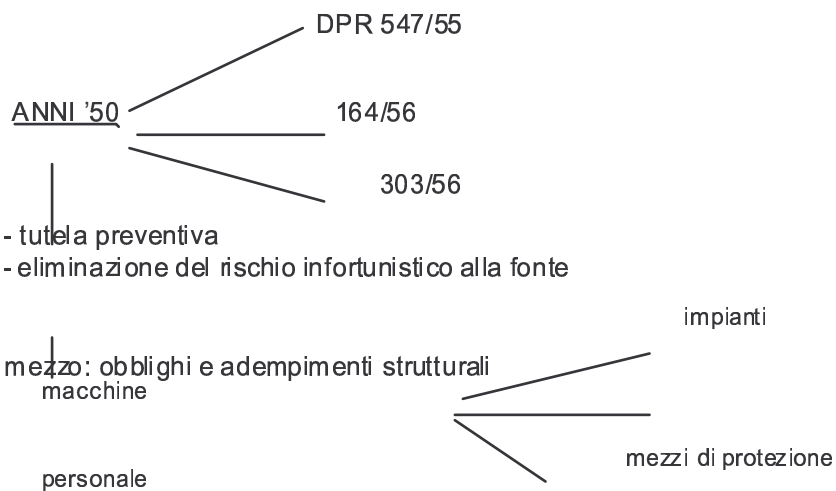 DPR 547/55
ANNI '50
164/56
303/56
- tutela preventiva
- eliminazione del rischio infortunistico alla fonte
impianti
mezzo: obblighi e adempimenti strutturali
macchine
mezzi di protezione
personale